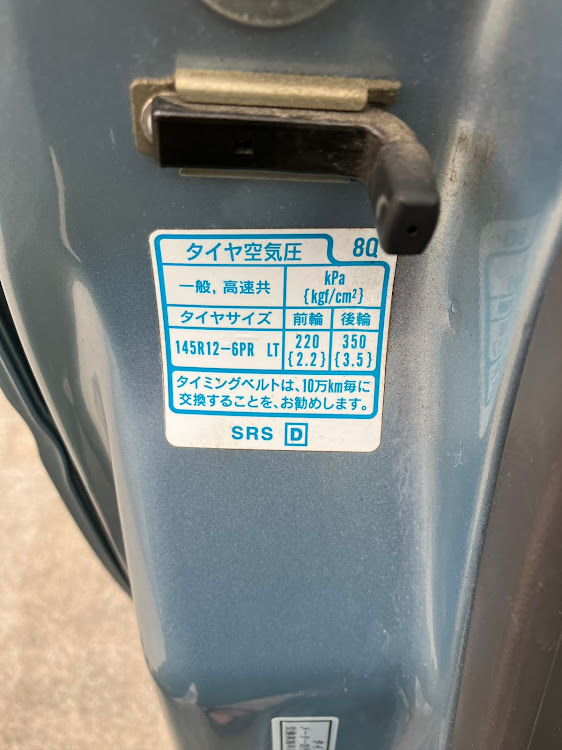 タイヤ空気圧 8Q
一般, 高速共 kPa
{kgf/cm²}
タイヤサイズ 前輪 後輪
145R12-6PR LT 220 350
{2.2} {3.5}
タイミングベルトは、10万km毎に
交換することを、お勧めします。
SRS D